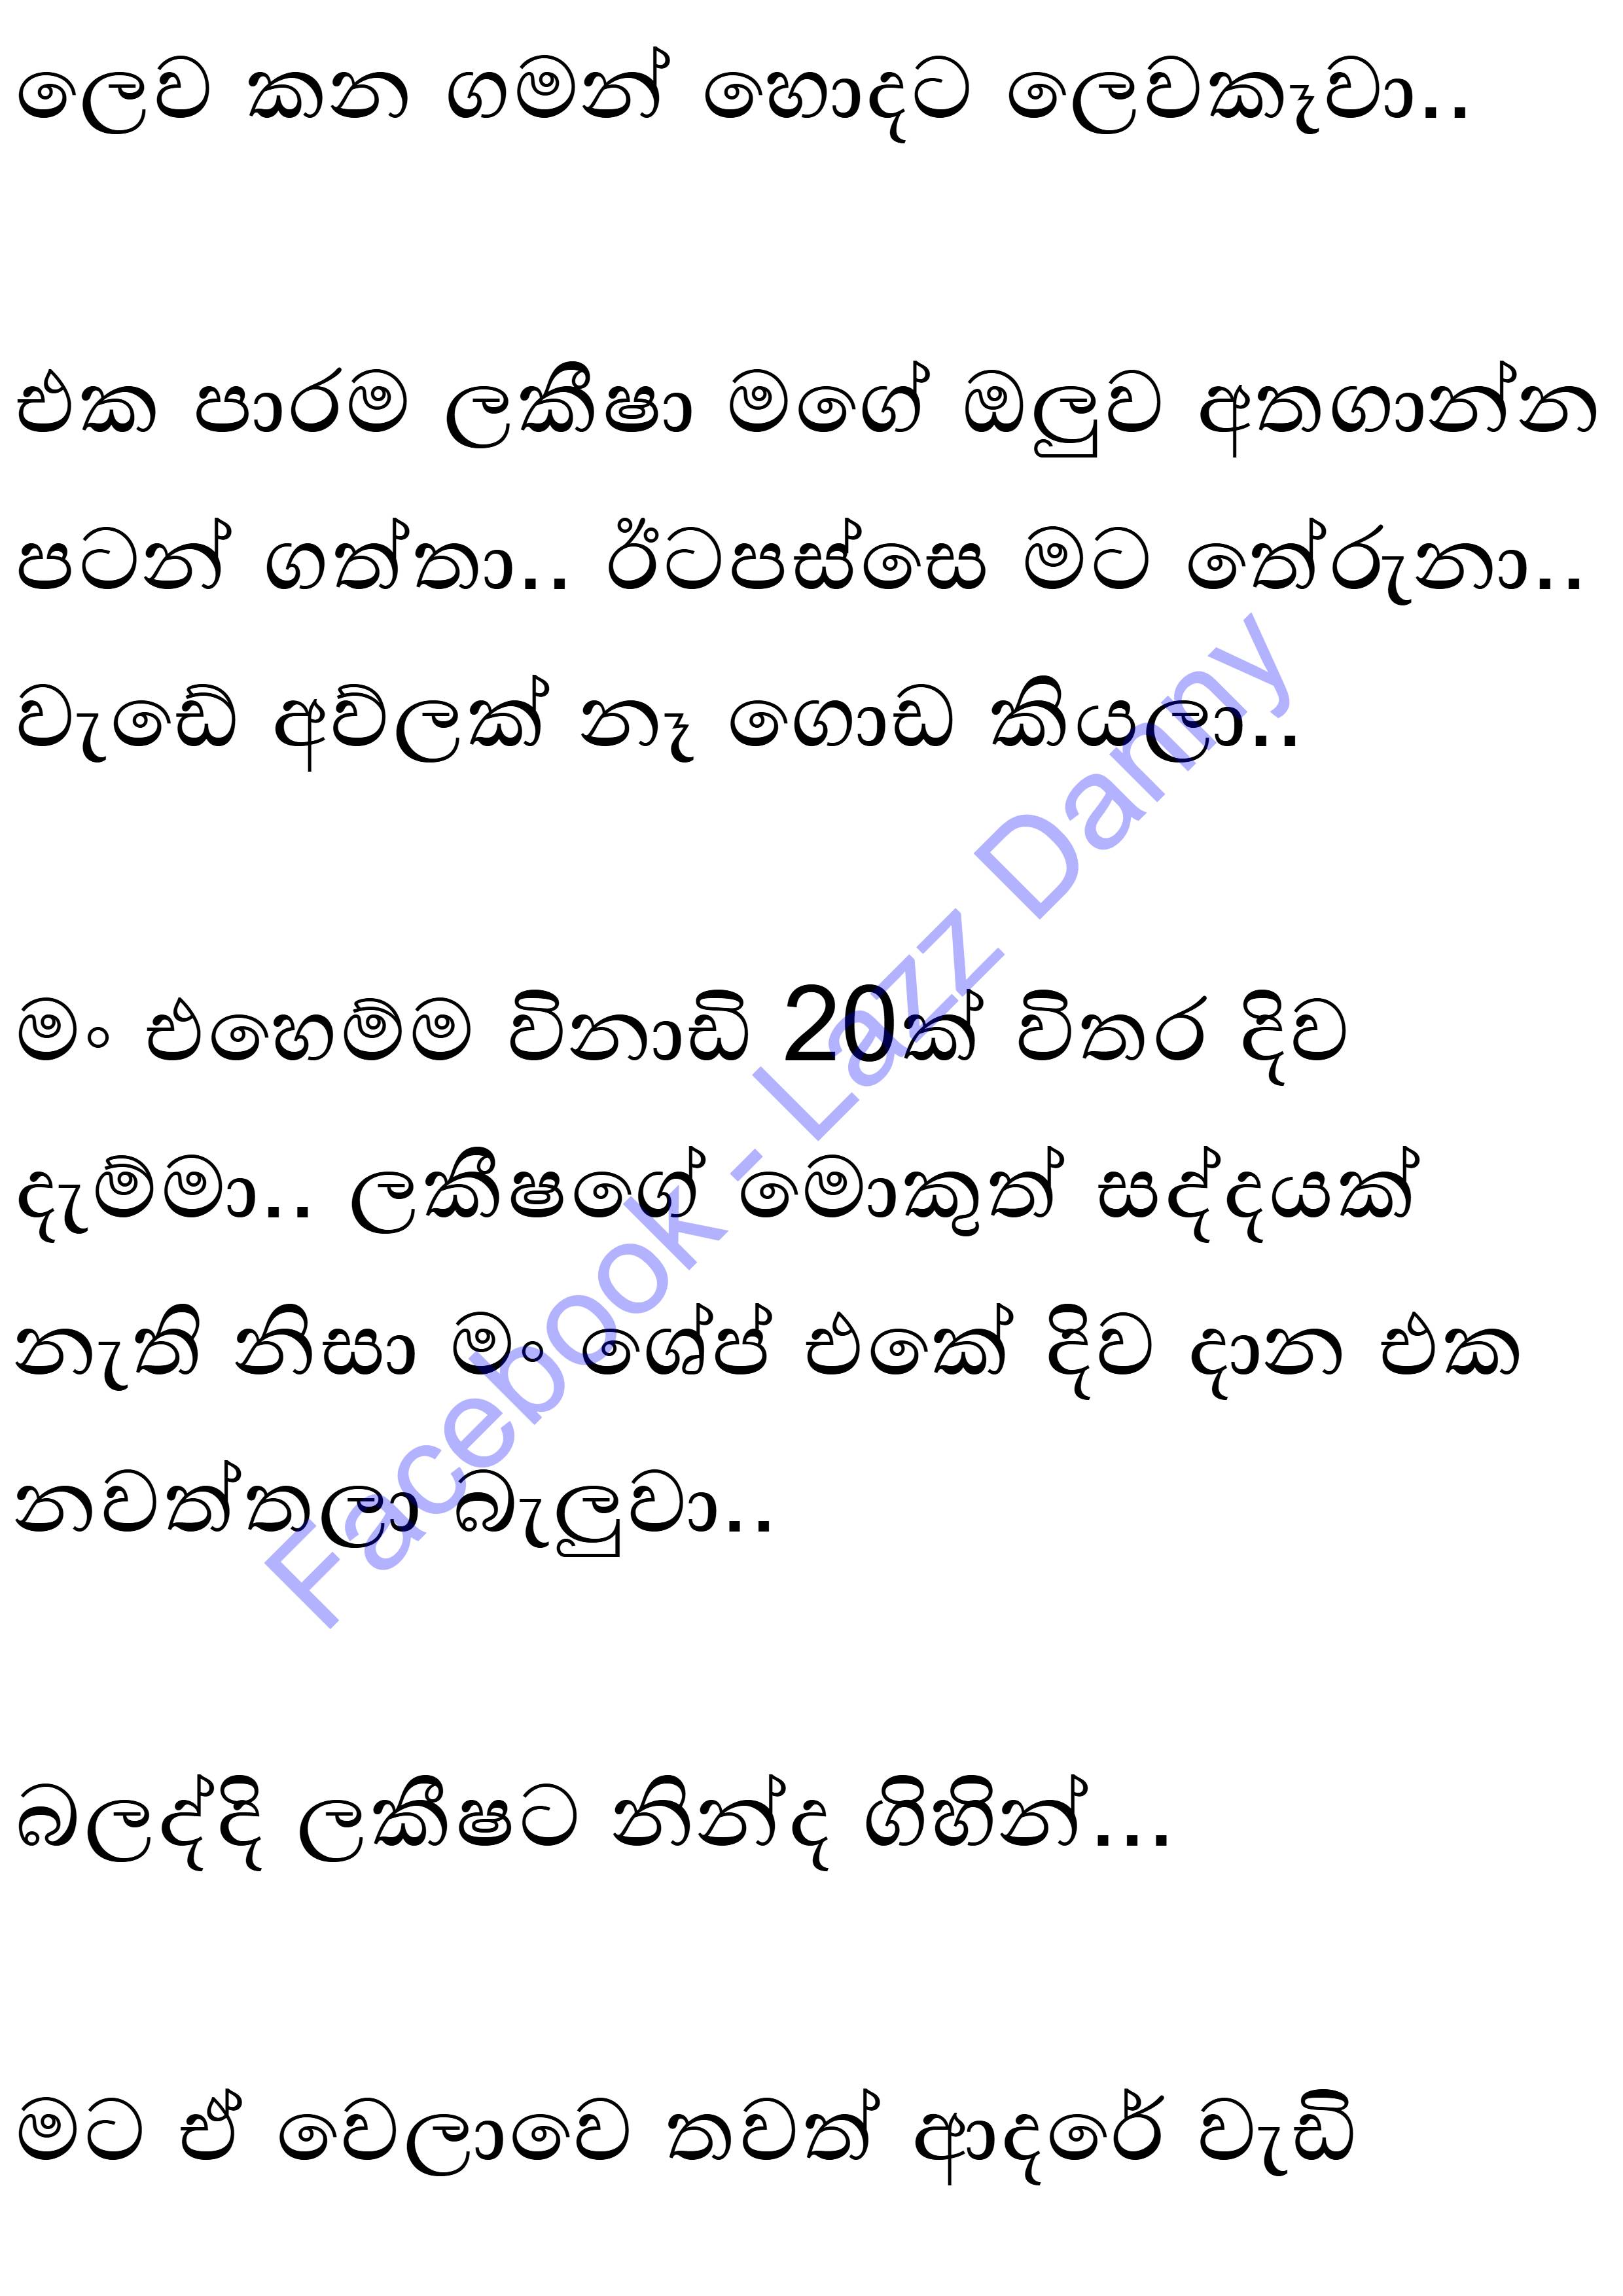 ලෙව කන ගමන් හොදට ලෙවකෑවා..
එක පාරම ලකීෂා මගේ ඔලුව අතගාන්න
පටන් ගත්තා.. ඊටපස්සෙ මට තේරුනා..
වැඩේ අව්ලක් නෑ ගොඩ කියලා..
මං එහෙම්ම විනාඩි 20ක් විතර දිව
දැම්මා.. ලකීෂගේ මොකුත් සද්දයක්
නැති නිසා මං ශේප් එකේ දිව දාන එක
නවත්තලා බැලුවා..
බලද්දි ලකීෂට නින්ද ගිහින්...
මට ඒ වෙලාවෙ තවත් ආදරේ වැඩි
Facebook - Lazz Danny